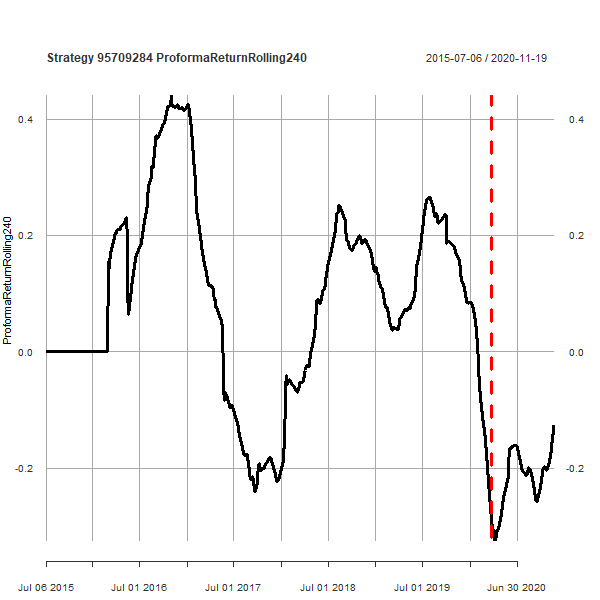 Strategy 95709284 ProformaReturnRolling240
2015-07-06 / 2020-11-19
ProformaReturnRolling240
0.4
0.2
0.0
-0.2
0.4
0.2
0.0
-0.2
Jul 06 2015
Jul 01 2016
Jul 01 2017
Jul 01 2018
Jul 01 2019
Jun 30 2020